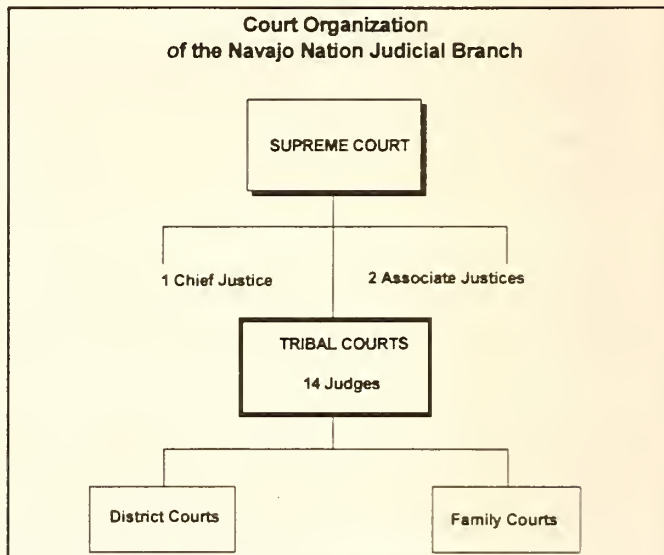 Court Organization
of the Navajo Nation Judicial Branch
SUPREME COURT
1 Chief Justice
2 Associate Justices
TRIBAL COURTS
14 Judges
District Courts
Family Courts